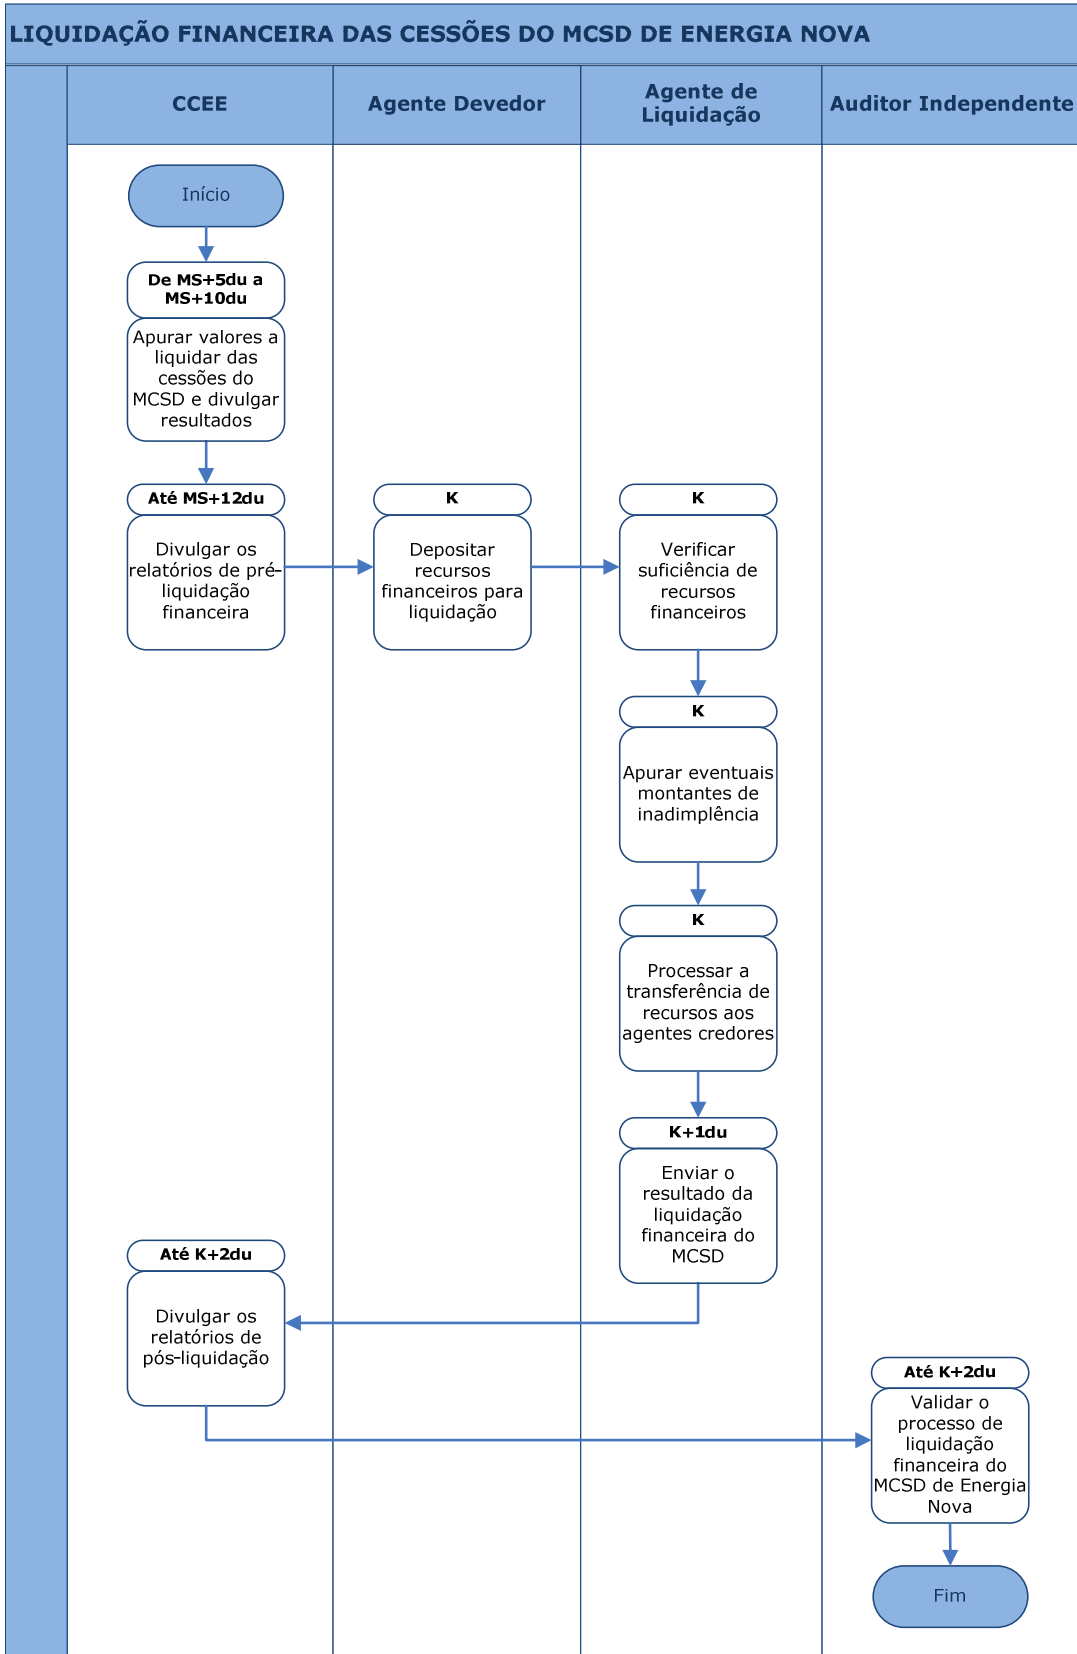 LIQUIDAÇÃO FINANCEIRA DAS CESSÕES DO MCSD DE ENERGIA NOVA
CCEE
Agente Devedor
Agente de
Liquidação
Auditor Independente
Início
De MS+5du a
MS+10du
Apurar valores a
liquidar das
cessões do
MCSD e divulgar
resultados
Até MS+12du
Divulgar os
relatórios de pré-
liquidação
financeira
K
Depositar
recursos
financeiros para
liquidação
K
Verificar
suficiência de
recursos
financeiros
K
Apurar eventuais
montantes de
inadimplência
K
Processar a
transferência de
recursos aos
agentes credores
K+1du
Enviar o
resultado da
liquidação
financeira do
MCSD
Até K+2du
Divulgar os
relatórios de
pós-liquidação
Até K+2du
Validar o
processo de
liquidação
financeira do
MCSD de Energia
Nova
Fim